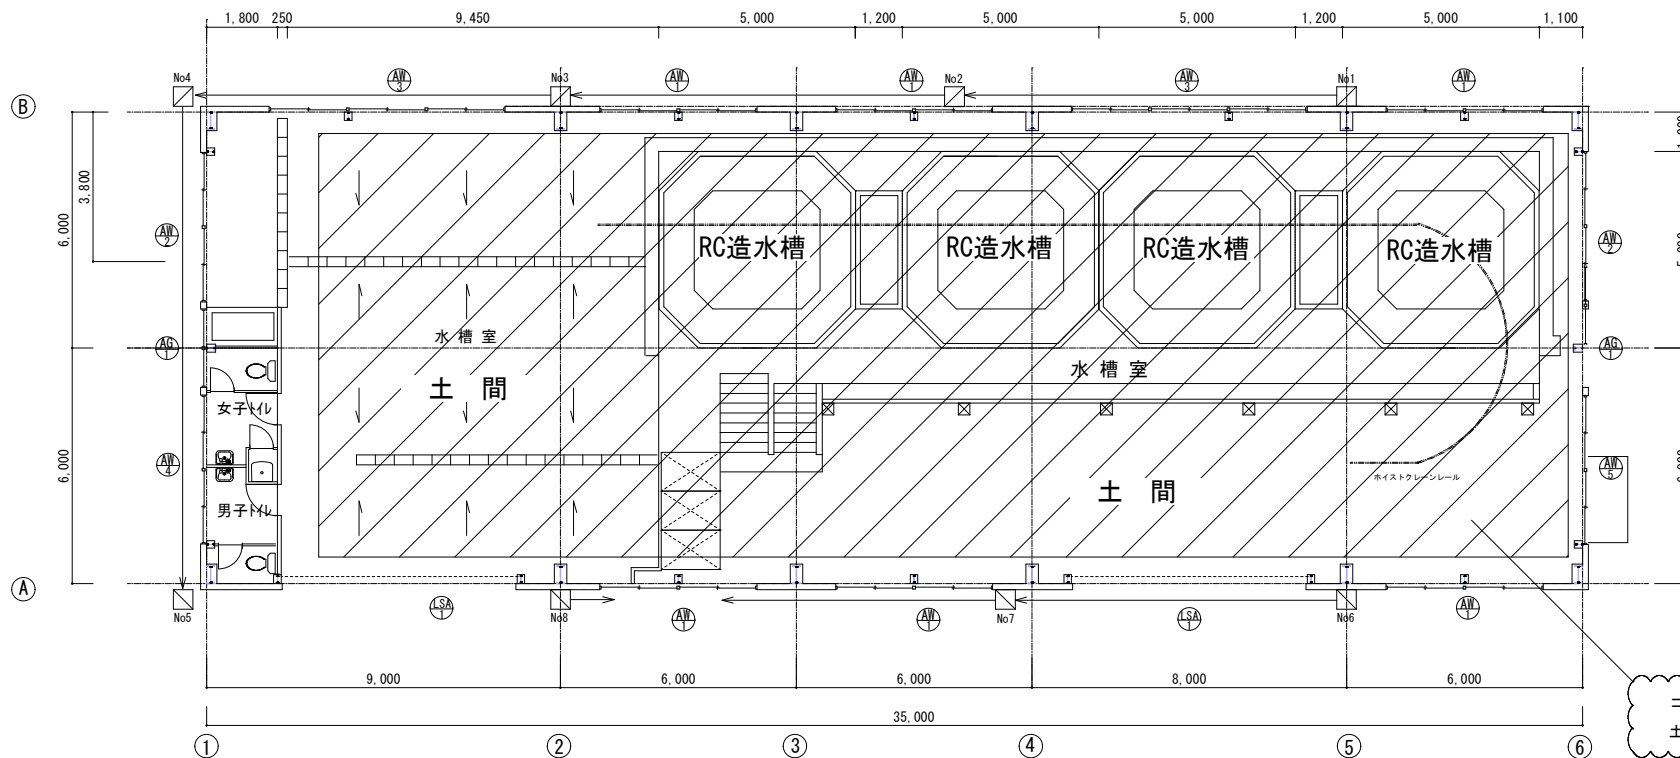 1,800 250 9,450 5,000 1,200 5,000 5,000 1,200 5,000 1,100
No4 AW 3 No3 AW 1 AW 1 No2 AW 3 No1 AW 1
B
3,800
6,000
AW 2
RC造水槽 RC造水槽 RC造水槽 RC造水槽
AW 2
水槽室
AG 1
AG 1
水槽室
土間
女子トイレ
6,000
AW 4
AW 5
ホイストクレーンレール
土間
男子トイレ
A
No5 LSA 1 No8 AW 1 AW 1 No7 LSA 1 No6 AW 1
9,000 6,000 6,000 8,000 6,000
35,000
土
1 2 3 4 5 6